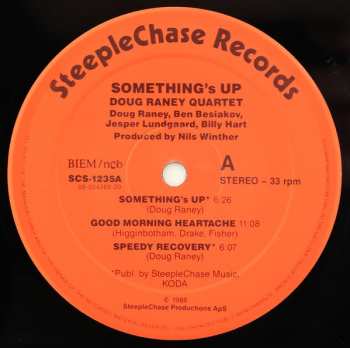 SteepleChase Records
SOMETHING's UP
DOUG RANEY QUARTET
Doug Raney, Ben Besiakov,
Jesper Lundgaard, Billy Hart
Produced by Nils Winther
BIEM/ncb
A
SCS-1235A
STEREO - 33 rpm
SOMETHING's UP* 6:26
(Doug Raney)
GOOD MORNING HEARTACHE 11:08
(Higginbotham, Drake, Fisher)
SPEEDY RECOVERY* 6:07
(Doug Raney)
*Publ by SteepleChase Music,
KODA
© 1988
SteepleChase Productions ApS